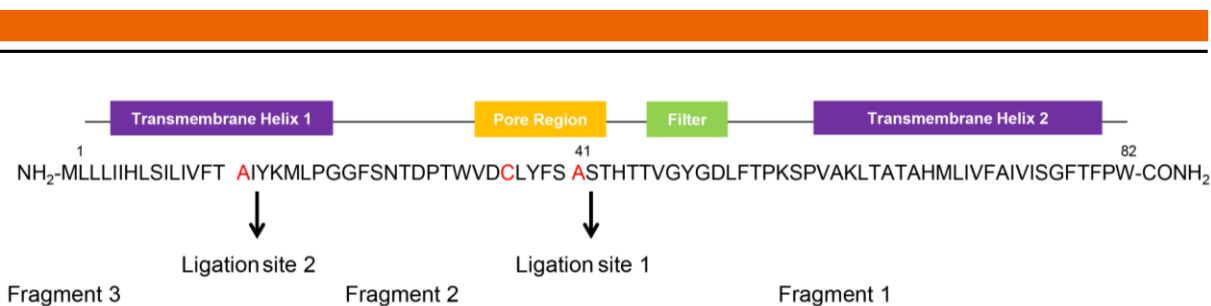 Transmembrane Helix 1 Pore Region Filter Transmembrane Helix 2
1 41 82
NH2-MLLLIIHLSILIVFT AIYKMLPGGFSNTDPTWVDCLYFS ASTHTTVGYGDLFTPKSPVAKLTATAHMLIVFAIVISGFTFPW-CONH2
Ligation site 2 Ligation site 1
Fragment 3 Fragment 2 Fragment 1